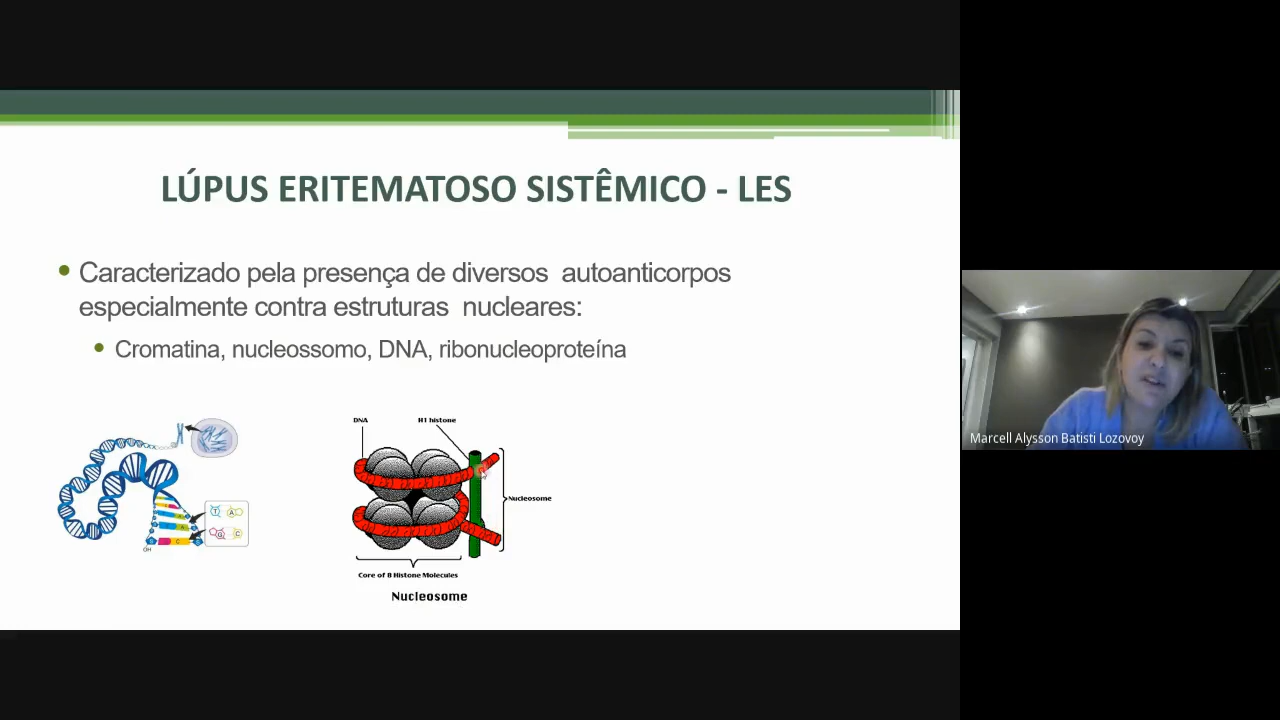 LÚPUS ERITEMATOSO SISTÊMICO - LES
Caracterizado pela presença de diversos autoanticorpos
especialmente contra estruturas nucleares:
Cromatina, nucleossomo, DNA, ribonucleoproteína
DNA
H1 histone
Nucleosome
Core of 8 Histone Molecules
Nucleosome
T A
G C
OH
Marcell Alysson Batisti Lozovoy